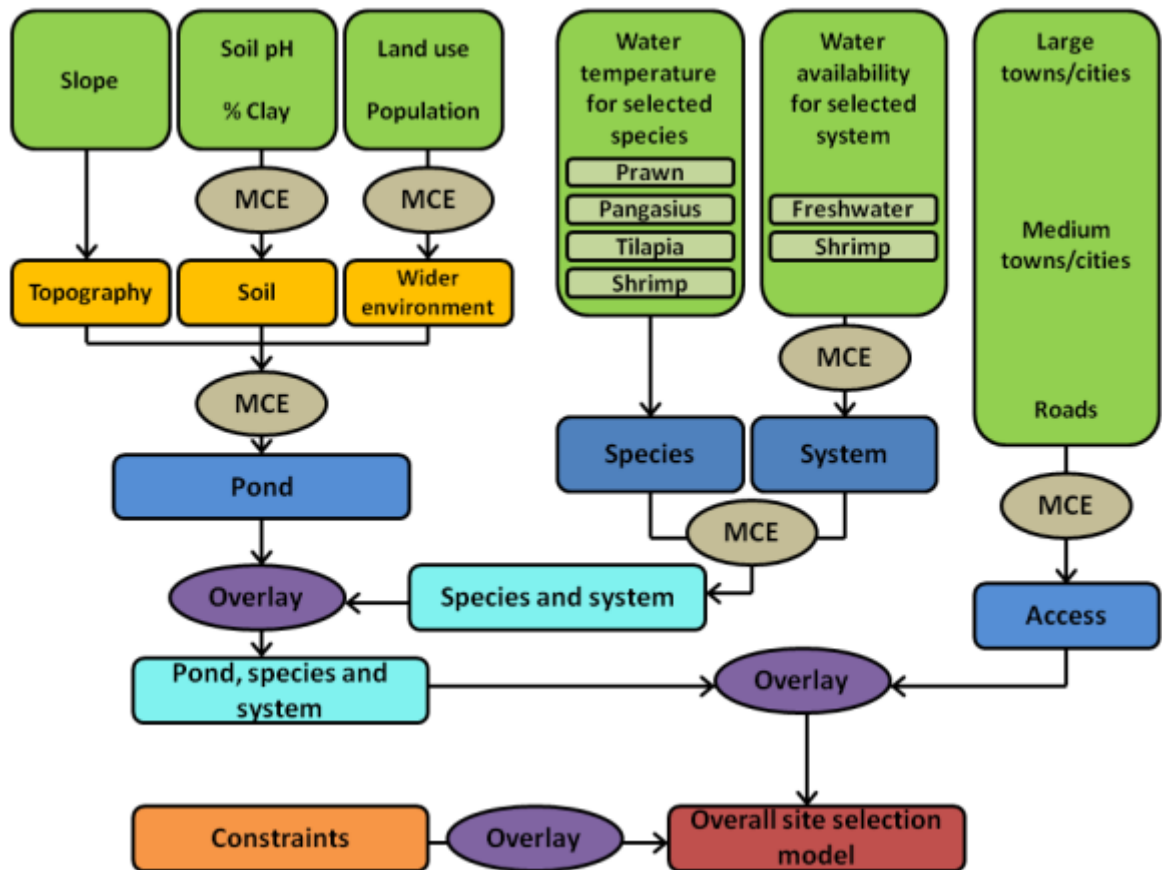 Slope
Soil pH
% Clay
Land use
Population
Water
temperature
for selected
species
Prawn
Pangasius
Tilapia
Shrimp
Water
availability
for selected
system
Freshwater
Shrimp
Large
towns/cities
Medium
towns/cities
Roads
MCE
MCE
Topography
Soil
Wider
environment
MCE
MCE
Species
System
Pond
MCE
MCE
Overlay
Species and system
Access
Pond, species and
system
Overlay
Constraints
Overlay
Overall site selection
model